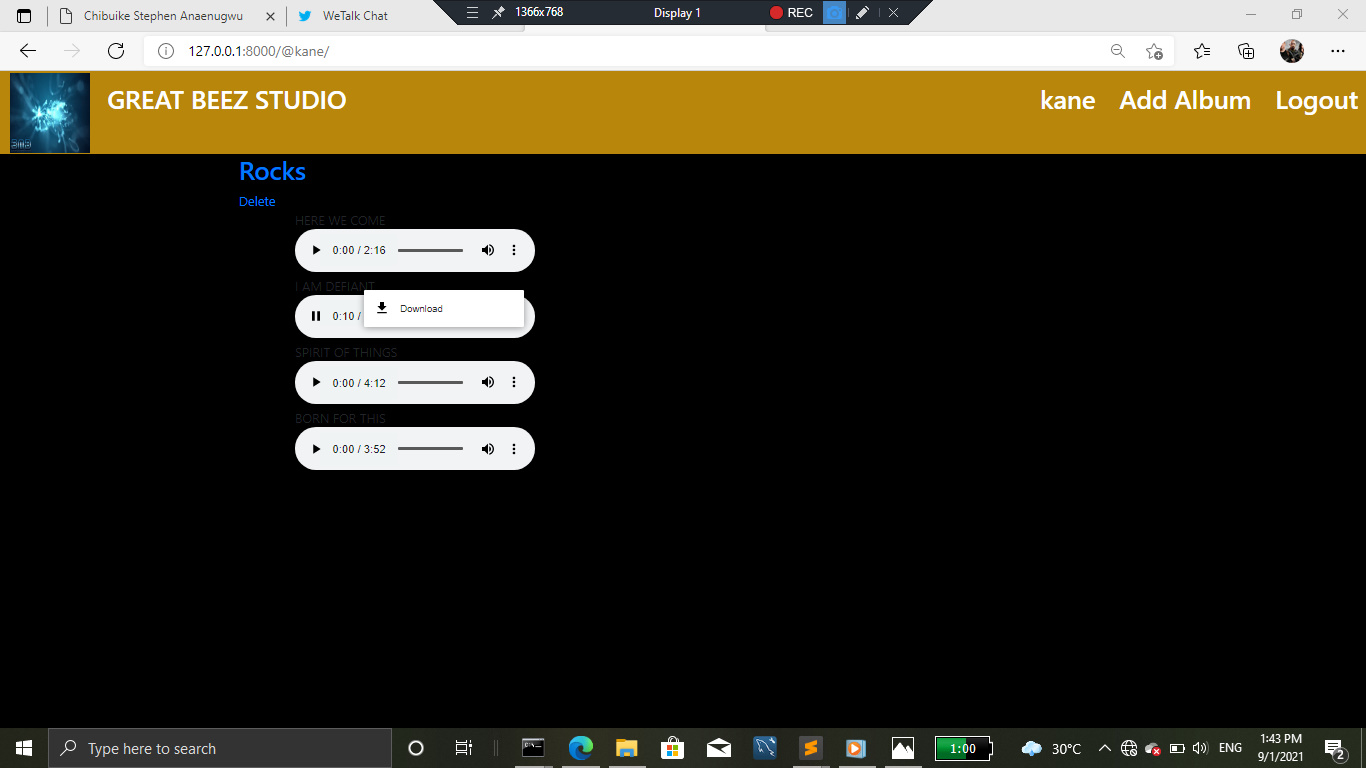 Chibuike Stephen Anaenugwu
WeTalk Chat
1366x768
Display 1
REC
127.0.0.1:8000/@kane/
GREAT BEEZ STUDIO
kane
Add Album
Logout
Rocks
Delete
HERE WE COME
0:00 / 2:16
I AM DEFIANT
0:10 /
Download
SPIRIT OF THINGS
0:00 / 4:12
BORN FOR THIS
0:00 / 3:52
Type here to search
1:00
30°C
ENG
1:43 PM
9/1/2021
2